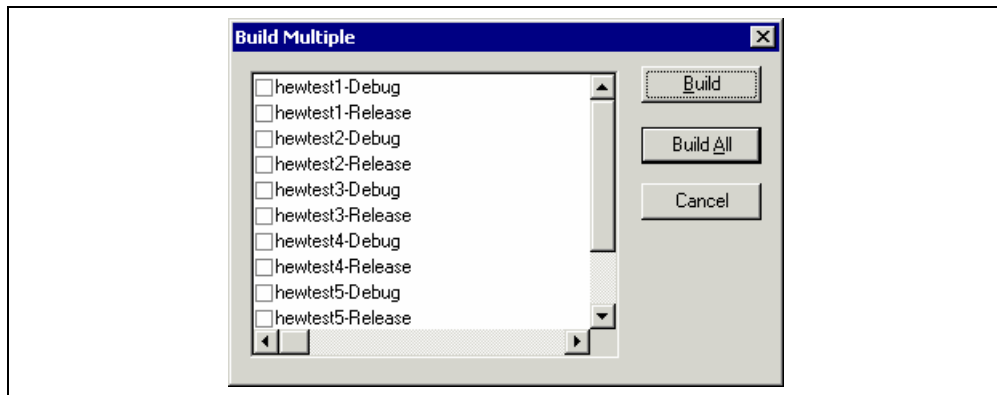 Build Multiple
hewtest1-Debug
hewtest1-Release
hewtest2-Debug
hewtest2-Release
hewtest3-Debug
hewtest3-Release
hewtest4-Debug
hewtest4-Release
hewtest5-Debug
hewtest5-Release
Build
Build All
Cancel